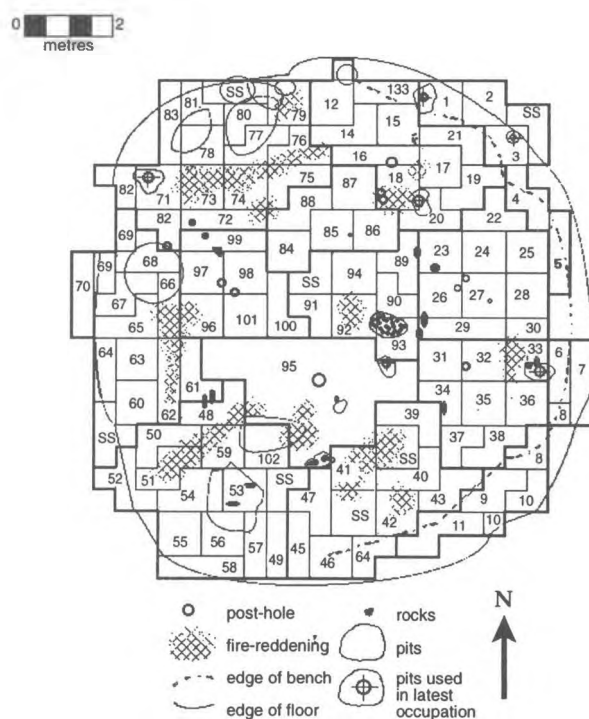 0 2
metres
SS 133 1 2
83 81 80 79 12 SS
77 14 15 21
78 76 16 3
75 18 17 19
82 71 73 74 87 4
88 20 22
82 72
69 99 84 85 86 23 24 25
68 97 98 94 89 5
69 SS
70 66 26 27 28
67 91 90
65 96 101 100 92 29 30
93
64 63 95 31 32 33 6 7
61 34 35 36
60 62 48 39 8
SS 50 59 37 38
102 41 SS 8
52 51 53 SS 40
54 47 43 9 10
SS 42 11 10
55 56 57 49 45
58 46 64
post-hole
fire-reddening
edge of bench
edge of floor
rocks
pits
pits used
in latest
occupation
N